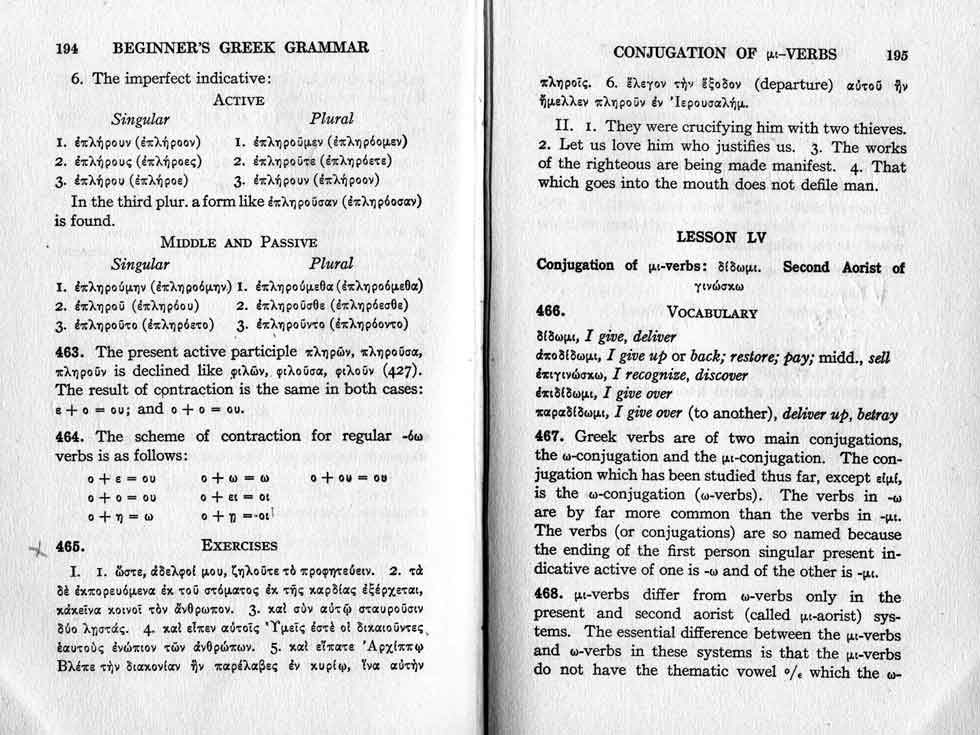 194 BEGINNER'S GREEK GRAMMAR
6. The imperfect indicative:
ACTIVE
Singular Plural
1. ἐπλήρουν (ἐπλήροον) 1. ἐπληροῦμεν (ἐπληρόομεν)
2. ἐπλήρους (ἐπλήροες) 2. ἐπληροῦτε (ἐπληρόετε)
3. ἐπλήρου (ἐπλήροε) 3. ἐπλήρουν (ἐπλήροον)
In the third plur. a form like ἐπληροῦσαν (ἐπληρόοσαν)
is found.
MIDDLE AND PASSIVE
Singular Plural
1. ἐπληρούμην (ἐπληροόμην) 1. ἐπληρούμεθα (ἐπληροόμεθα)
2. ἐπληροῦ (ἐπληρόου) 2. ἐπληροῦσθε (ἐπληρόεσθε)
3. ἐπληροῦτο (ἐπληρόετο) 3. ἐπληροῦντο (ἐπληρόοντο)
463. The present active participle πληρῶν, πληροῦσα,
πληροῦν is declined like φιλῶν, φιλοῦσα, φιλοῦν (427).
The result of contraction is the same in both cases:
ε + ο = ου; and ο + ο = ου.
464. The scheme of contraction for regular -όω
verbs is as follows:
ο + ε = ου ο + ω = ω ο + ου = ου
ο + ο = ου ο + ει = οι
ο + η = ω ο + ῃ = οι
465. EXERCISES
I. 1. ὥστε, ἀδελφοί μου, ζηλοῦτε τὸ προφητεύειν. 2. τὰ
δὲ ἐκπορευόμενα ἐκ τοῦ στόματος ἐκ τῆς καρδίας ἐξέρχεται,
κἀκεῖνα κοινοῖ τὸν ἄνθρωπον. 3. καὶ σὺν αὐτῷ σταυροῦσιν
δύο λῃστάς. 4. καὶ εἶπεν αὐτοῖς Ὑμεῖς ἐστὲ οἱ δικαιοῦντες
ἑαυτοὺς ἐνώπιον τῶν ἀνθρώπων. 5. καὶ εἴπατε Ἀρχίππῳ
Βλέπε τὴν διακονίαν ἣν παρέλαβες ἐν κυρίῳ, ἵνα αὐτὴν
CONJUGATION OF μι-VERBS 195
πληροῖς. 6. ἔλεγον τὴν ἔξοδον (departure) αὐτοῦ ἣν
ἤμελλεν πληροῦν ἐν Ἰερουσαλήμ.
II. 1. They were crucifying him with two thieves.
2. Let us love him who justifies us. 3. The works
of the righteous are being made manifest. 4. That
which goes into the mouth does not defile man.
LESSON LV
Conjugation of μι-verbs: δίδωμι. Second Aorist of
γινώσκω
466. VOCABULARY
δίδωμι, I give, deliver
ἀποδίδωμι, I give up or back; restore; pay; midd., sell
ἐπιγινώσκω, I recognize, discover
ἐπιδίδωμι, I give over
παραδίδωμι, I give over (to another), deliver up, betray
467. Greek verbs are of two main conjugations,
the ω-conjugation and the μι-conjugation. The con-
jugation which has been studied thus far, except εἰμί,
is the ω-conjugation (ω-verbs). The verbs in -ω
are by far more common than the verbs in -μι.
The verbs (or conjugations) are so named because
the ending of the first person singular present in-
dicative active of one is -ω and of the other is -μι.
468. μι-verbs differ from ω-verbs only in the
present and second aorist (called μι-aorist) sys-
tems. The essential difference between the μι-verbs
and ω-verbs in these systems is that the μι-verbs
do not have the thematic vowel ο/ε which the ω-